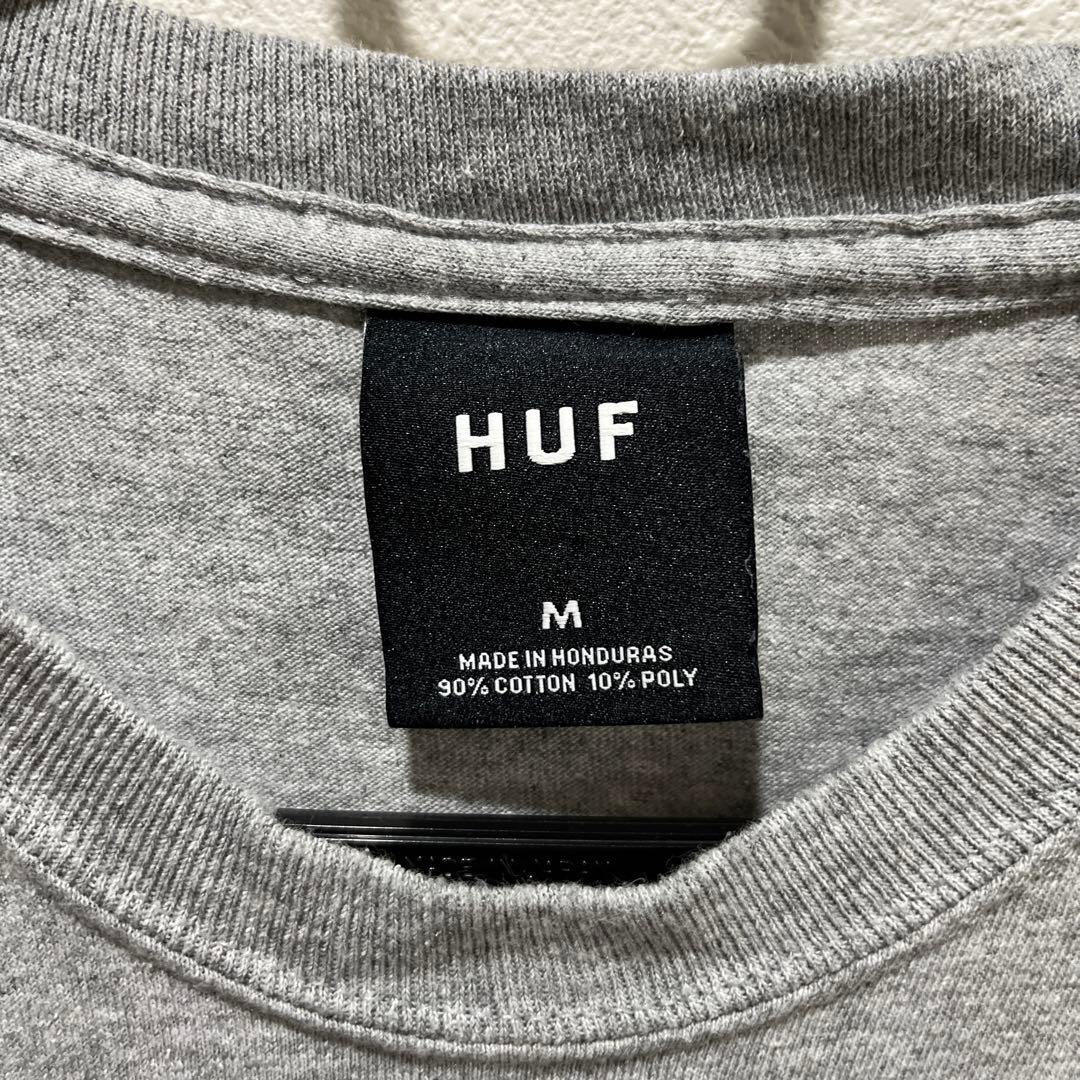 HUF
M
MADE IN HONDURAS
90% COTTON 10% POLY